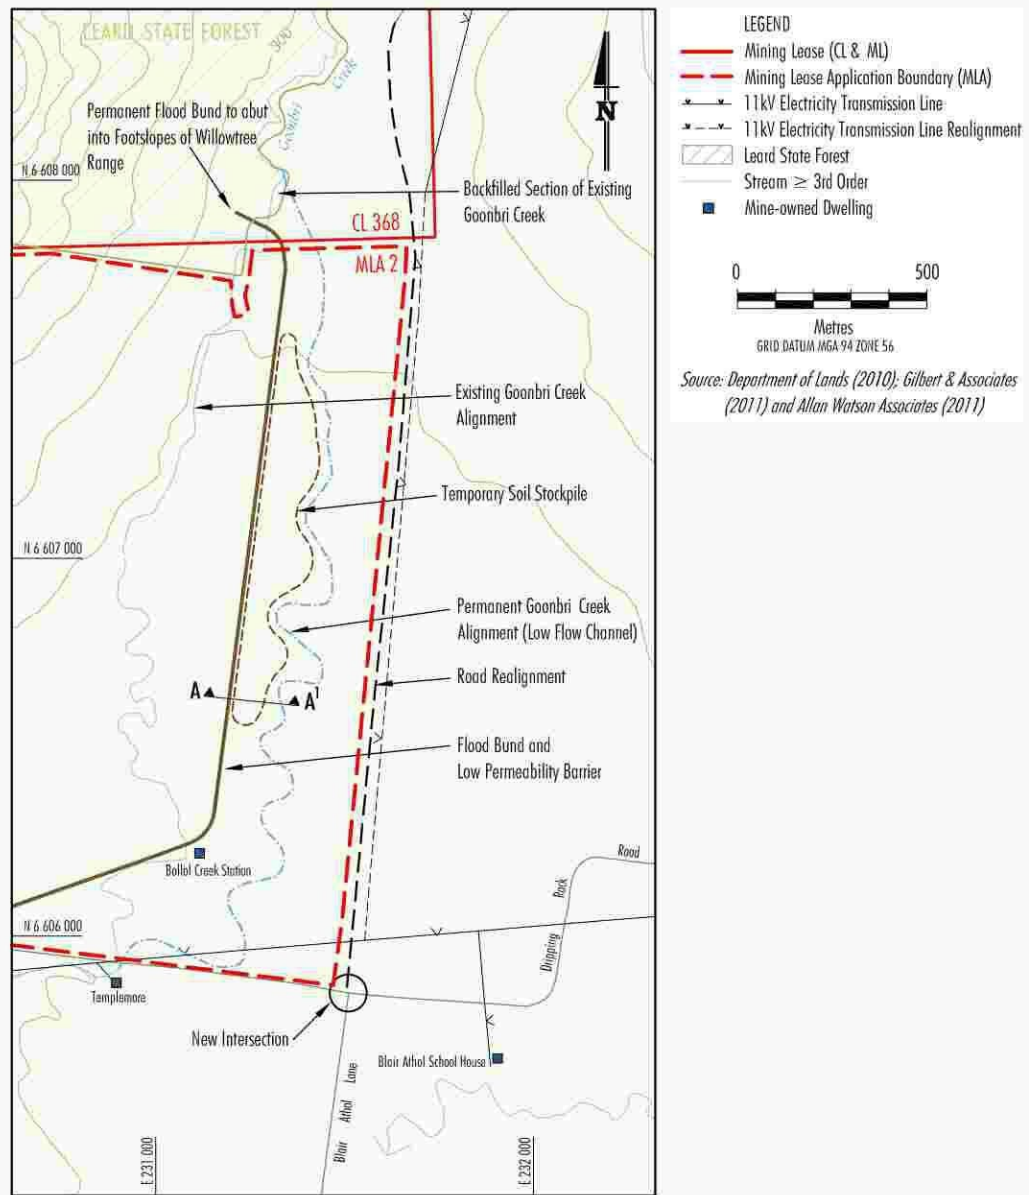 LEARD STATE FOREST
300
Goonbri
Creek
Permanent Flood Bund to abut
into Footslopes of Willowtree
Range
N
N 6 608 000
Backfilled Section of Existing
Goonbri Creek
CL 368
MLA 2
Existing Goonbri Creek
Alignment
Temporary Soil Stockpile
N 6 607 000
Permanent Goonbri Creek
Alignment (Low Flow Channel)
Road Realignment
A
A1
Flood Bund and
Low Permeability Barrier
Bollol Creek Station
Dripping
Rock
Road
N 6 606 000
Templemore
New Intersection
Blair Athol School House
Blair Athol Lane
E 231 000
E 232 000
LEGEND
Mining Lease (CL & ML)
Mining Lease Application Boundary (MLA)
11kV Electricity Transmission Line
11kV Electricity Transmission Line Realignment
Leard State Forest
Stream ≥ 3rd Order
Mine-owned Dwelling
0 500
Metres
GRID DATUM MGA 94 ZONE 56
Source: Department of Lands (2010); Gilbert & Associates
(2011) and Allan Watson Associates (2011)